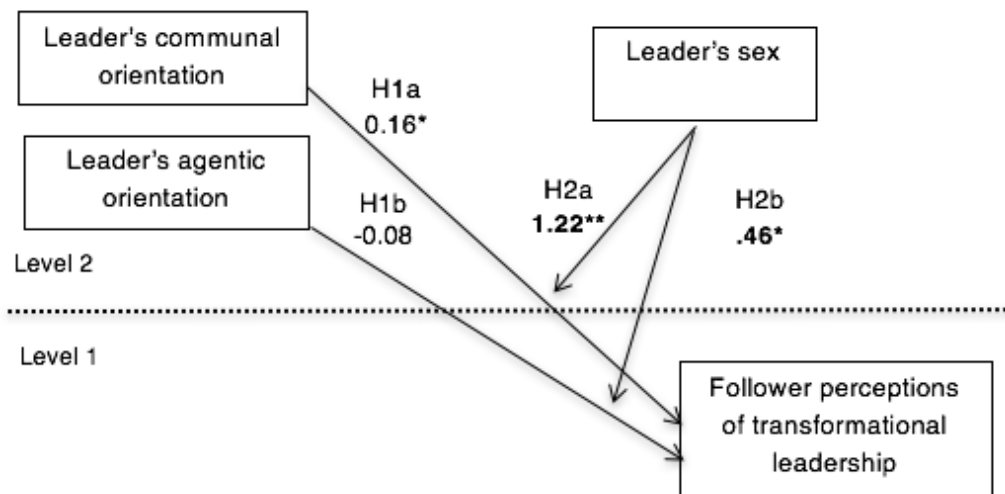 Leader's communal
orientation
Leader's sex
H1a
0.16*
Leader's agentic
orientation
H1b
-0.08
H2a
1.22**
H2b
.46*
Level 2
Level 1
Follower perceptions
of transformational
leadership